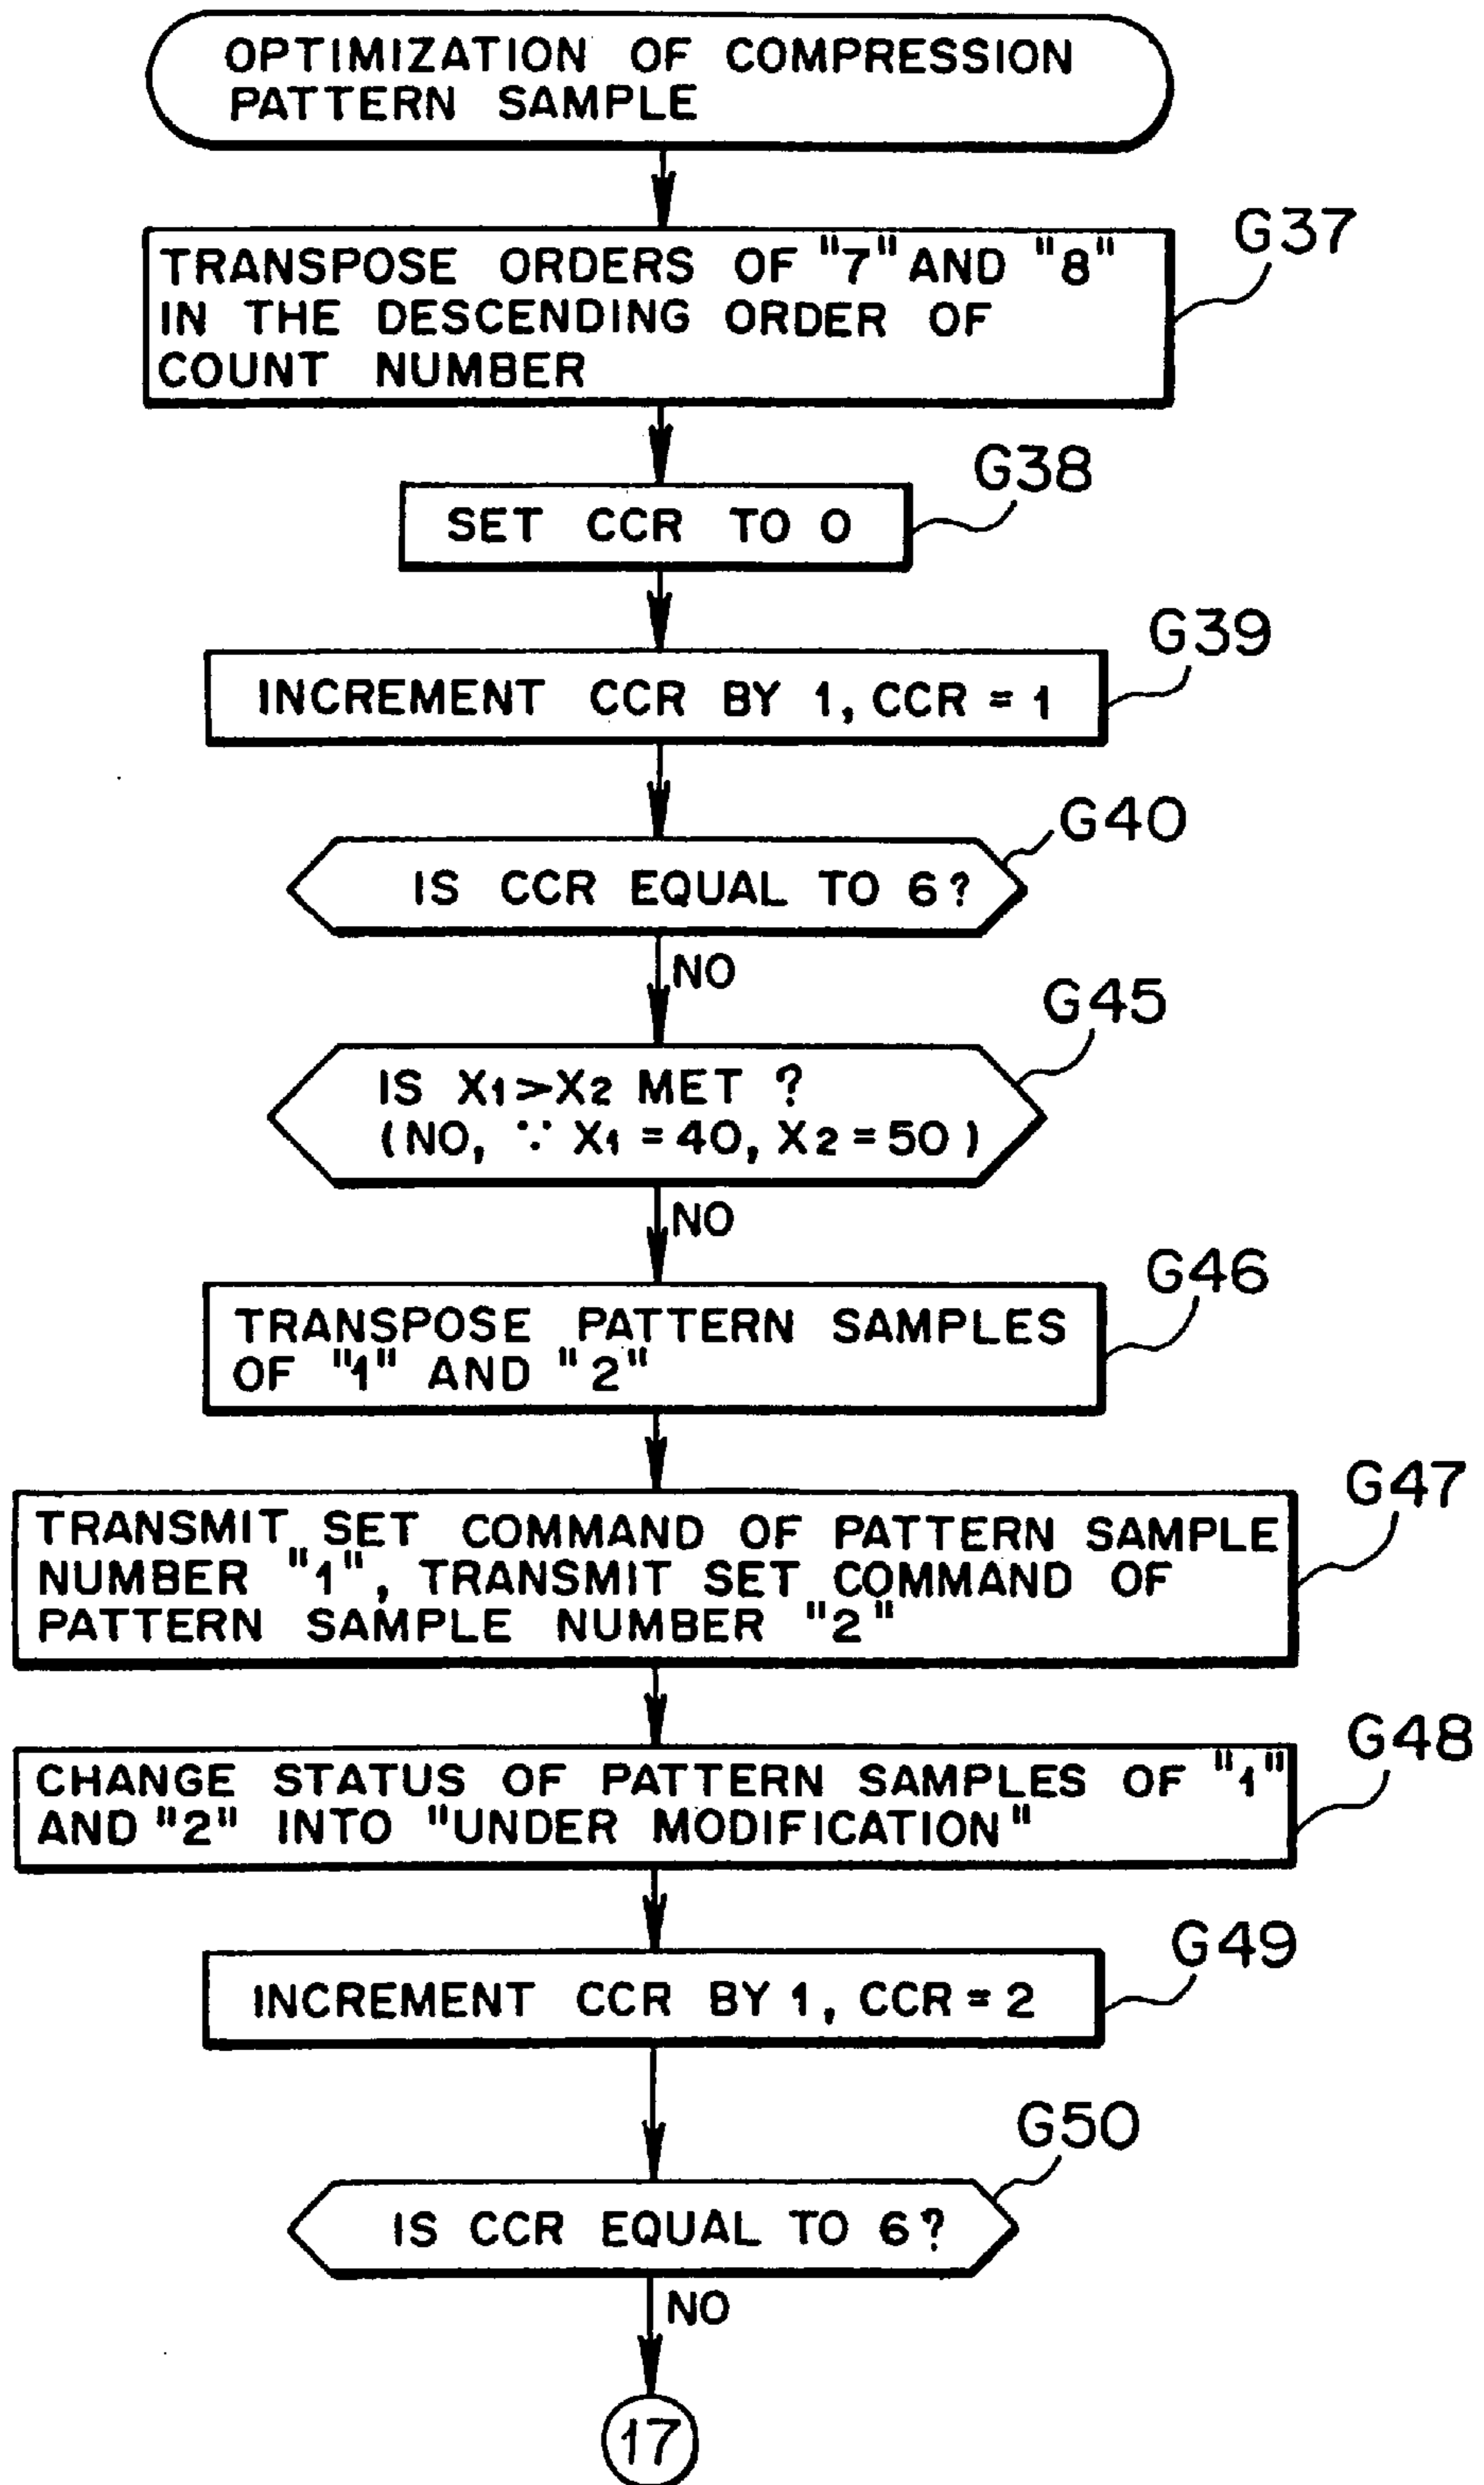 OPTIMIZATION OF COMPRESSION
PATTERN SAMPLE
G37
TRANSPOSE ORDERS OF "7" AND "8"
IN THE DESCENDING ORDER OF
COUNT NUMBER
G38
SET CCR TO 0
G39
INCREMENT CCR BY 1, CCR = 1
G40
IS CCR EQUAL TO 6?
NO
G45
IS X1>X2 MET ?
(NO, ∵ X1 = 40, X2 = 50)
NO
G46
TRANSPOSE PATTERN SAMPLES
OF "1" AND "2"
G47
TRANSMIT SET COMMAND OF PATTERN SAMPLE
NUMBER "1", TRANSMIT SET COMMAND OF
PATTERN SAMPLE NUMBER "2"
G48
CHANGE STATUS OF PATTERN SAMPLES OF "1"
AND "2" INTO "UNDER MODIFICATION"
G49
INCREMENT CCR BY 1, CCR = 2
G50
IS CCR EQUAL TO 6?
NO
17